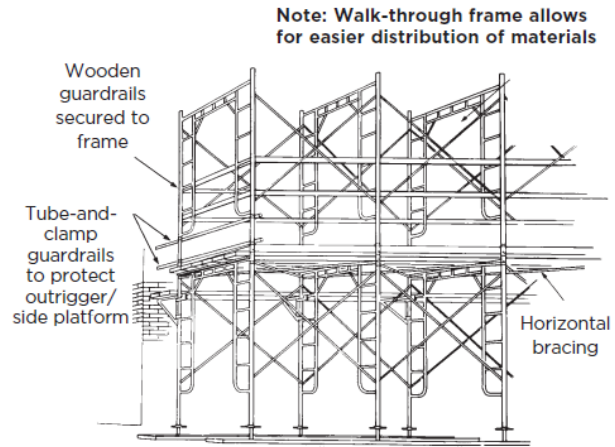 Note: Walk-through frame allows
for easier distribution of materials
Wooden
guardrails
secured to
frame
Tube-and-
clamp
guardrails
to protect
outrigger/
side platform
Horizontal
bracing